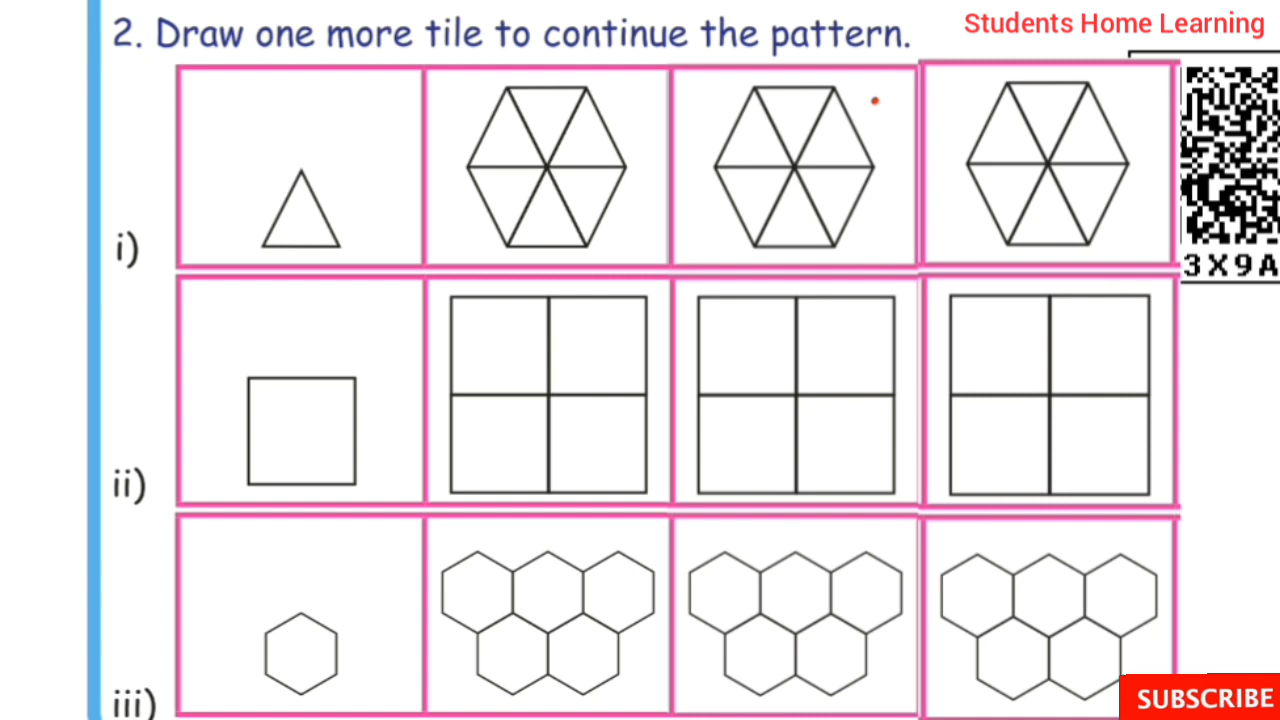 2. Draw one more tile to continue the pattern.
Students Home Learning
3X9A
i)
ii)
iii)
SUBSCRIBE